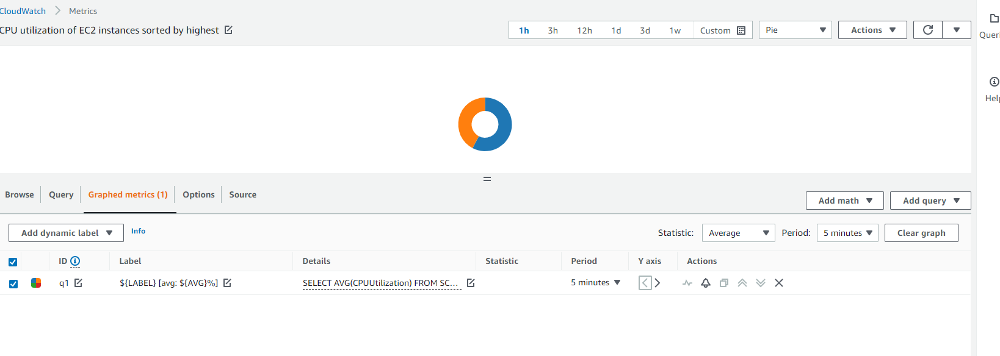 CloudWatch > Metrics
CPU utilization of EC2 instances sorted by highest
1h 3h 12h 1d 3d 1w Custom Pie Actions
Queri
Help
Browse Query Graphed metrics (1) Options Source
Add math Add query
Add dynamic label Info Statistic: Average Period: 5 minutes Clear graph
ID Label Details Statistic Period Y axis Actions
q1 ${LABEL} [avg: ${AVG}%] SELECT AVG(CPUUtilization) FROM SC... 5 minutes < >